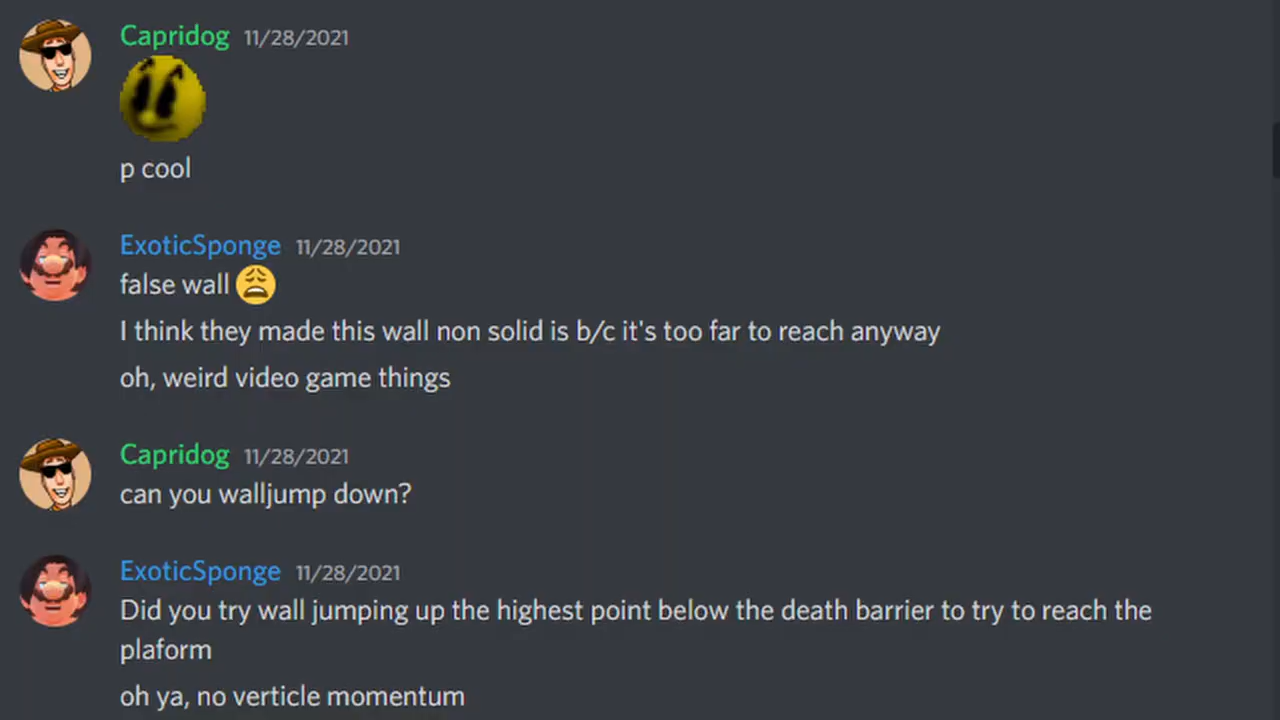 Capridog 11/28/2021
p cool
ExoticSponge 11/28/2021
false wall 😩
I think they made this wall non solid is b/c it's too far to reach anyway
oh, weird video game things
Capridog 11/28/2021
can you walljump down?
ExoticSponge 11/28/2021
Did you try wall jumping up the highest point below the death barrier to try to reach the
plaform
oh ya, no verticle momentum